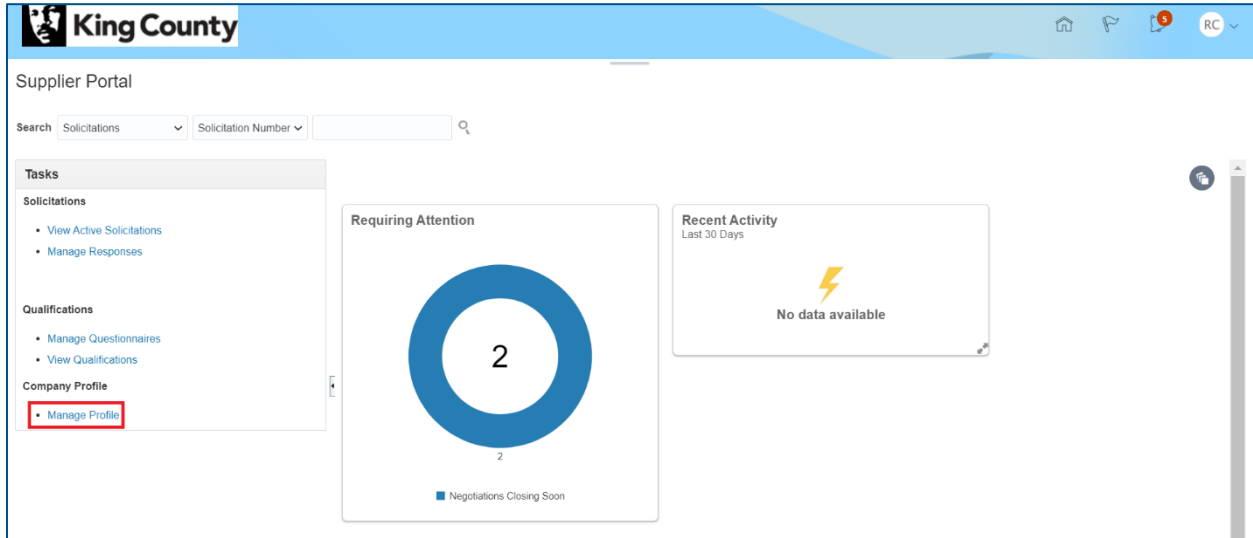 King County
5
RC
Supplier Portal
Search Solicitations Solicitation Number
Tasks
Solicitations
• View Active Solicitations
• Manage Responses
Qualifications
• Manage Questionnaires
• View Qualifications
Company Profile
• Manage Profile
Requiring Attention
2
2
Negotiations Closing Soon
Recent Activity
Last 30 Days
No data available